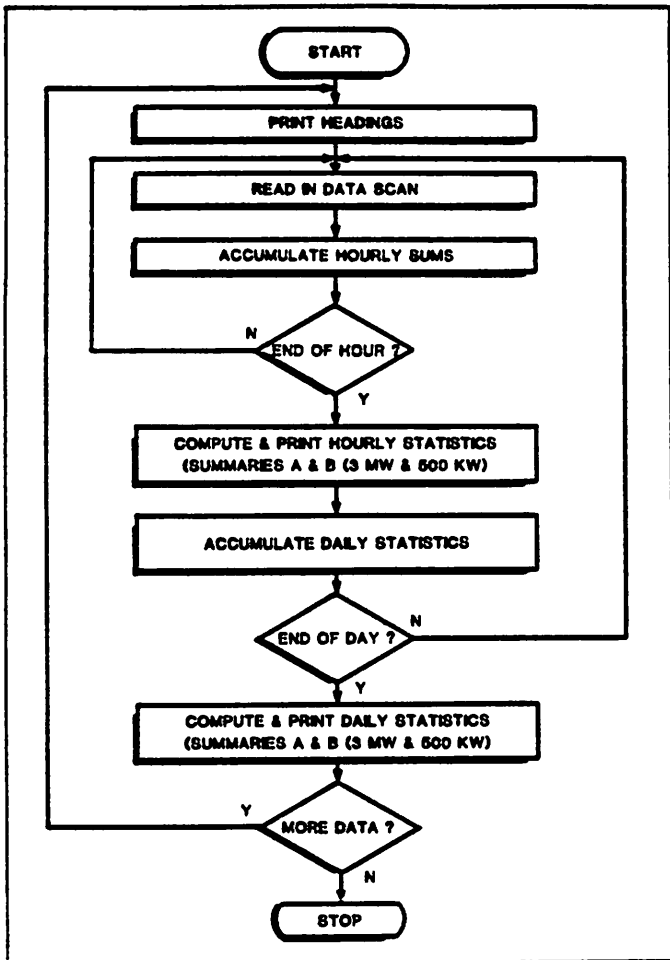 START
PRINT HEADINGS
READ IN DATA SCAN
ACCUMULATE HOURLY SUMS
N
END OF HOUR ?
Y
COMPUTE & PRINT HOURLY STATISTICS
(SUMMARIES A & B (3 MW & 500 KW)
ACCUMULATE DAILY STATISTICS
END OF DAY ?
N
Y
COMPUTE & PRINT DAILY STATISTICS
(SUMMARIES A & B (3 MW & 500 KW)
Y
MORE DATA ?
N
STOP